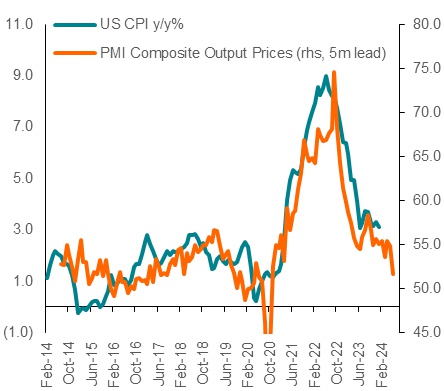 US CPI y/y%
PMI Composite Output Prices (rhs, 5m lead)
11.0
9.0
7.0
5.0
3.0
1.0
(1.0)
80.0
75.0
70.0
65.0
60.0
55.0
50.0
45.0
Feb-14
Oct-14
Jun-15
Feb-16
Oct-16
Jun-17
Feb-18
Oct-18
Jun-19
Feb-20
Oct-20
Jun-21
Feb-22
Oct-22
Jun-23
Feb-24